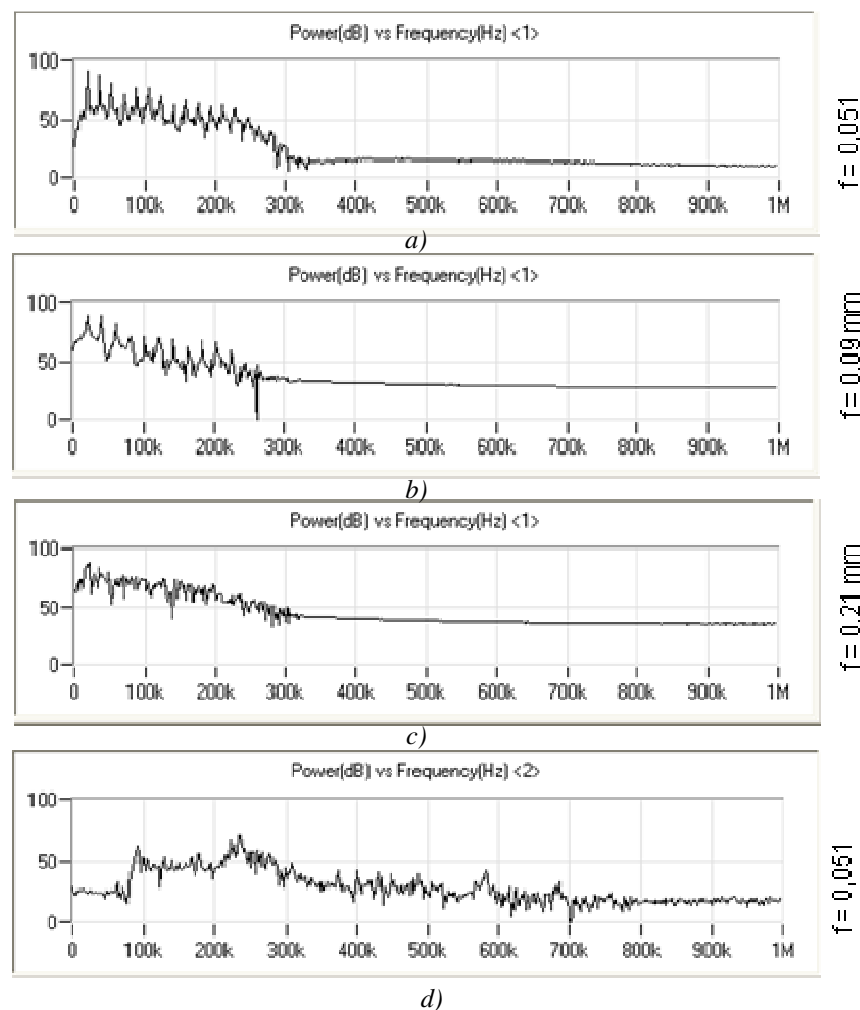 Power(dB) vs Frequency(Hz) <1>
100
50
0
0 100k 200k 300k 400k 500k 600k 700k 800k 900k 1M
f = 0,051
a)
Power(dB) vs Frequency(Hz) <1>
100
50
0
0 100k 200k 300k 400k 500k 600k 700k 800k 900k 1M
f = 0.09 mm
b)
Power(dB) vs Frequency(Hz) <1>
100
50
0
0 100k 200k 300k 400k 500k 600k 700k 800k 900k 1M
f = 0.21 mm
c)
Power(dB) vs Frequency(Hz) <2>
100
50
0
0 100k 200k 300k 400k 500k 600k 700k 800k 900k 1M
f = 0,051
d)